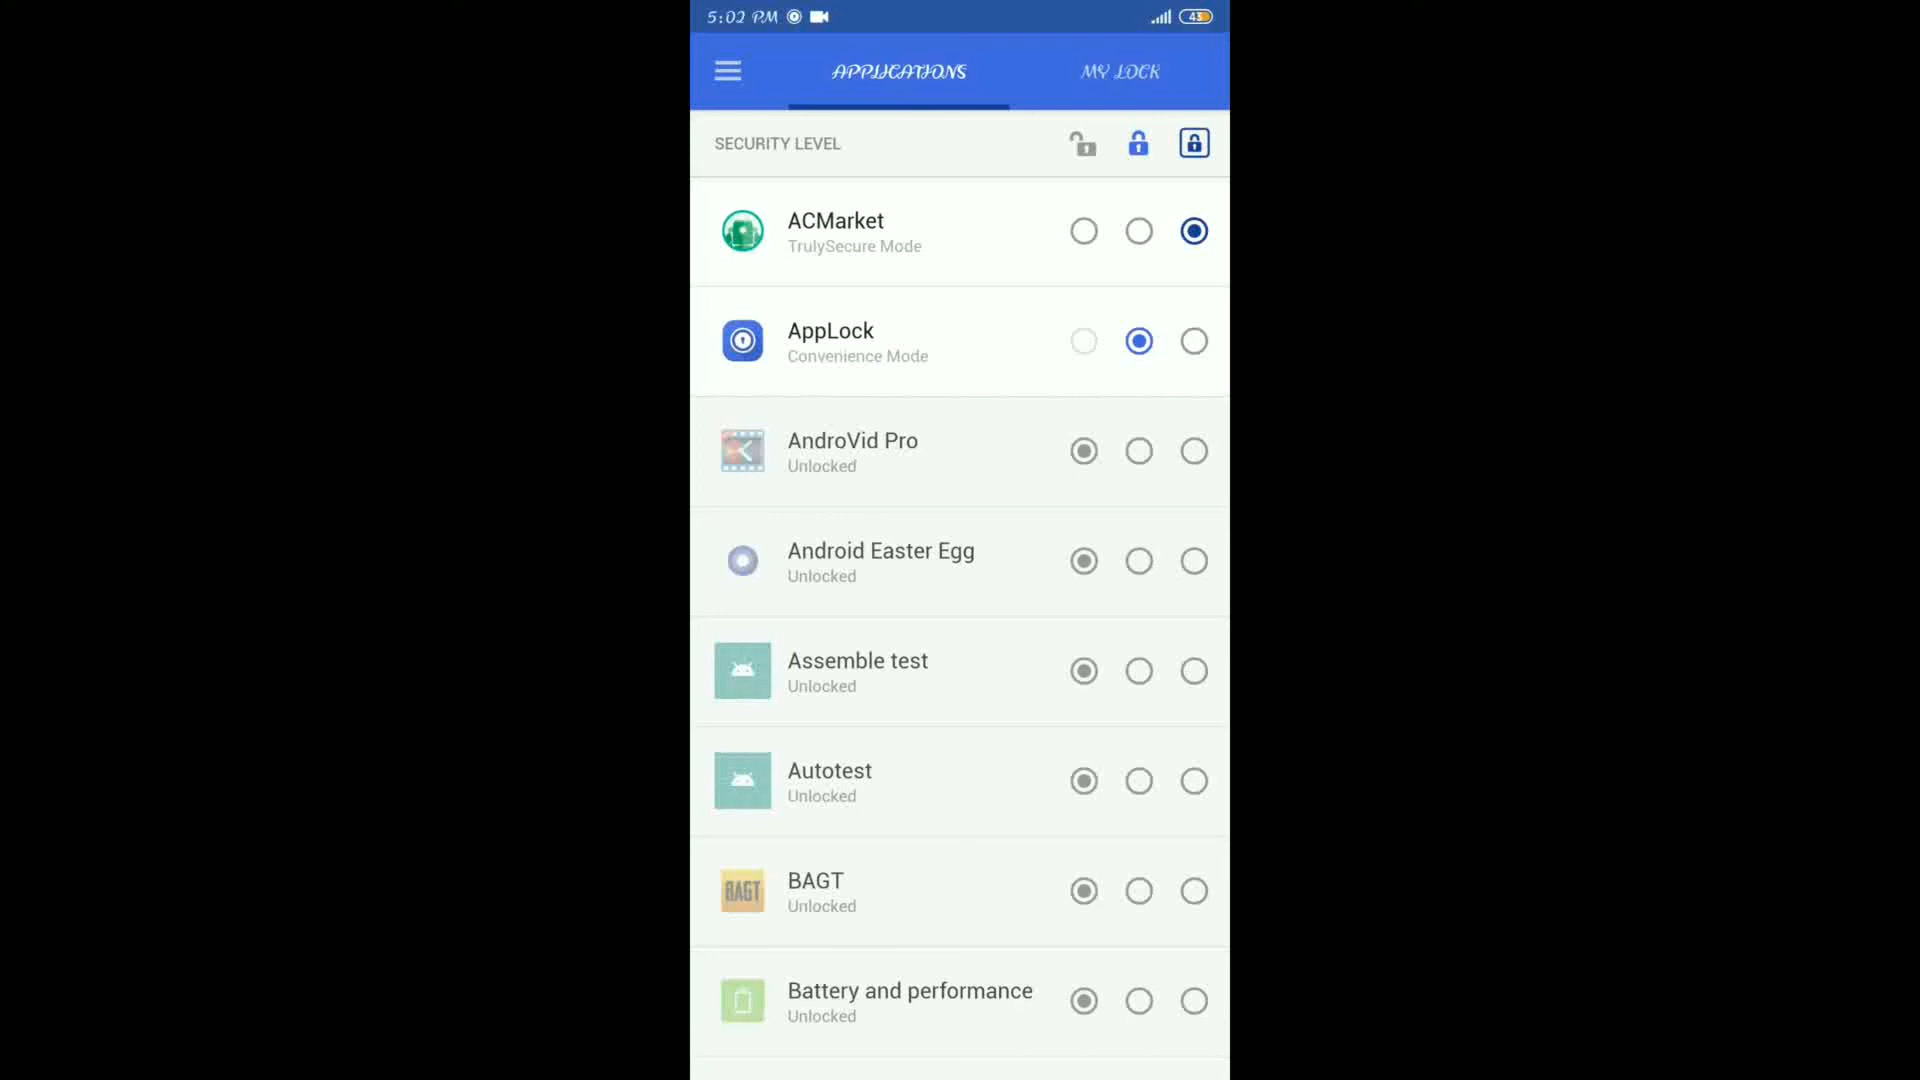 5:02 PM
43
APPLICATIONS
MY LOCK
SECURITY LEVEL
ACMarket
TrulySecure Mode
AppLock
Convenience Mode
AndroVid Pro
Unlocked
Android Easter Egg
Unlocked
Assemble test
Unlocked
Autotest
Unlocked
BAGT
BAGT
Unlocked
Battery and performance
Unlocked